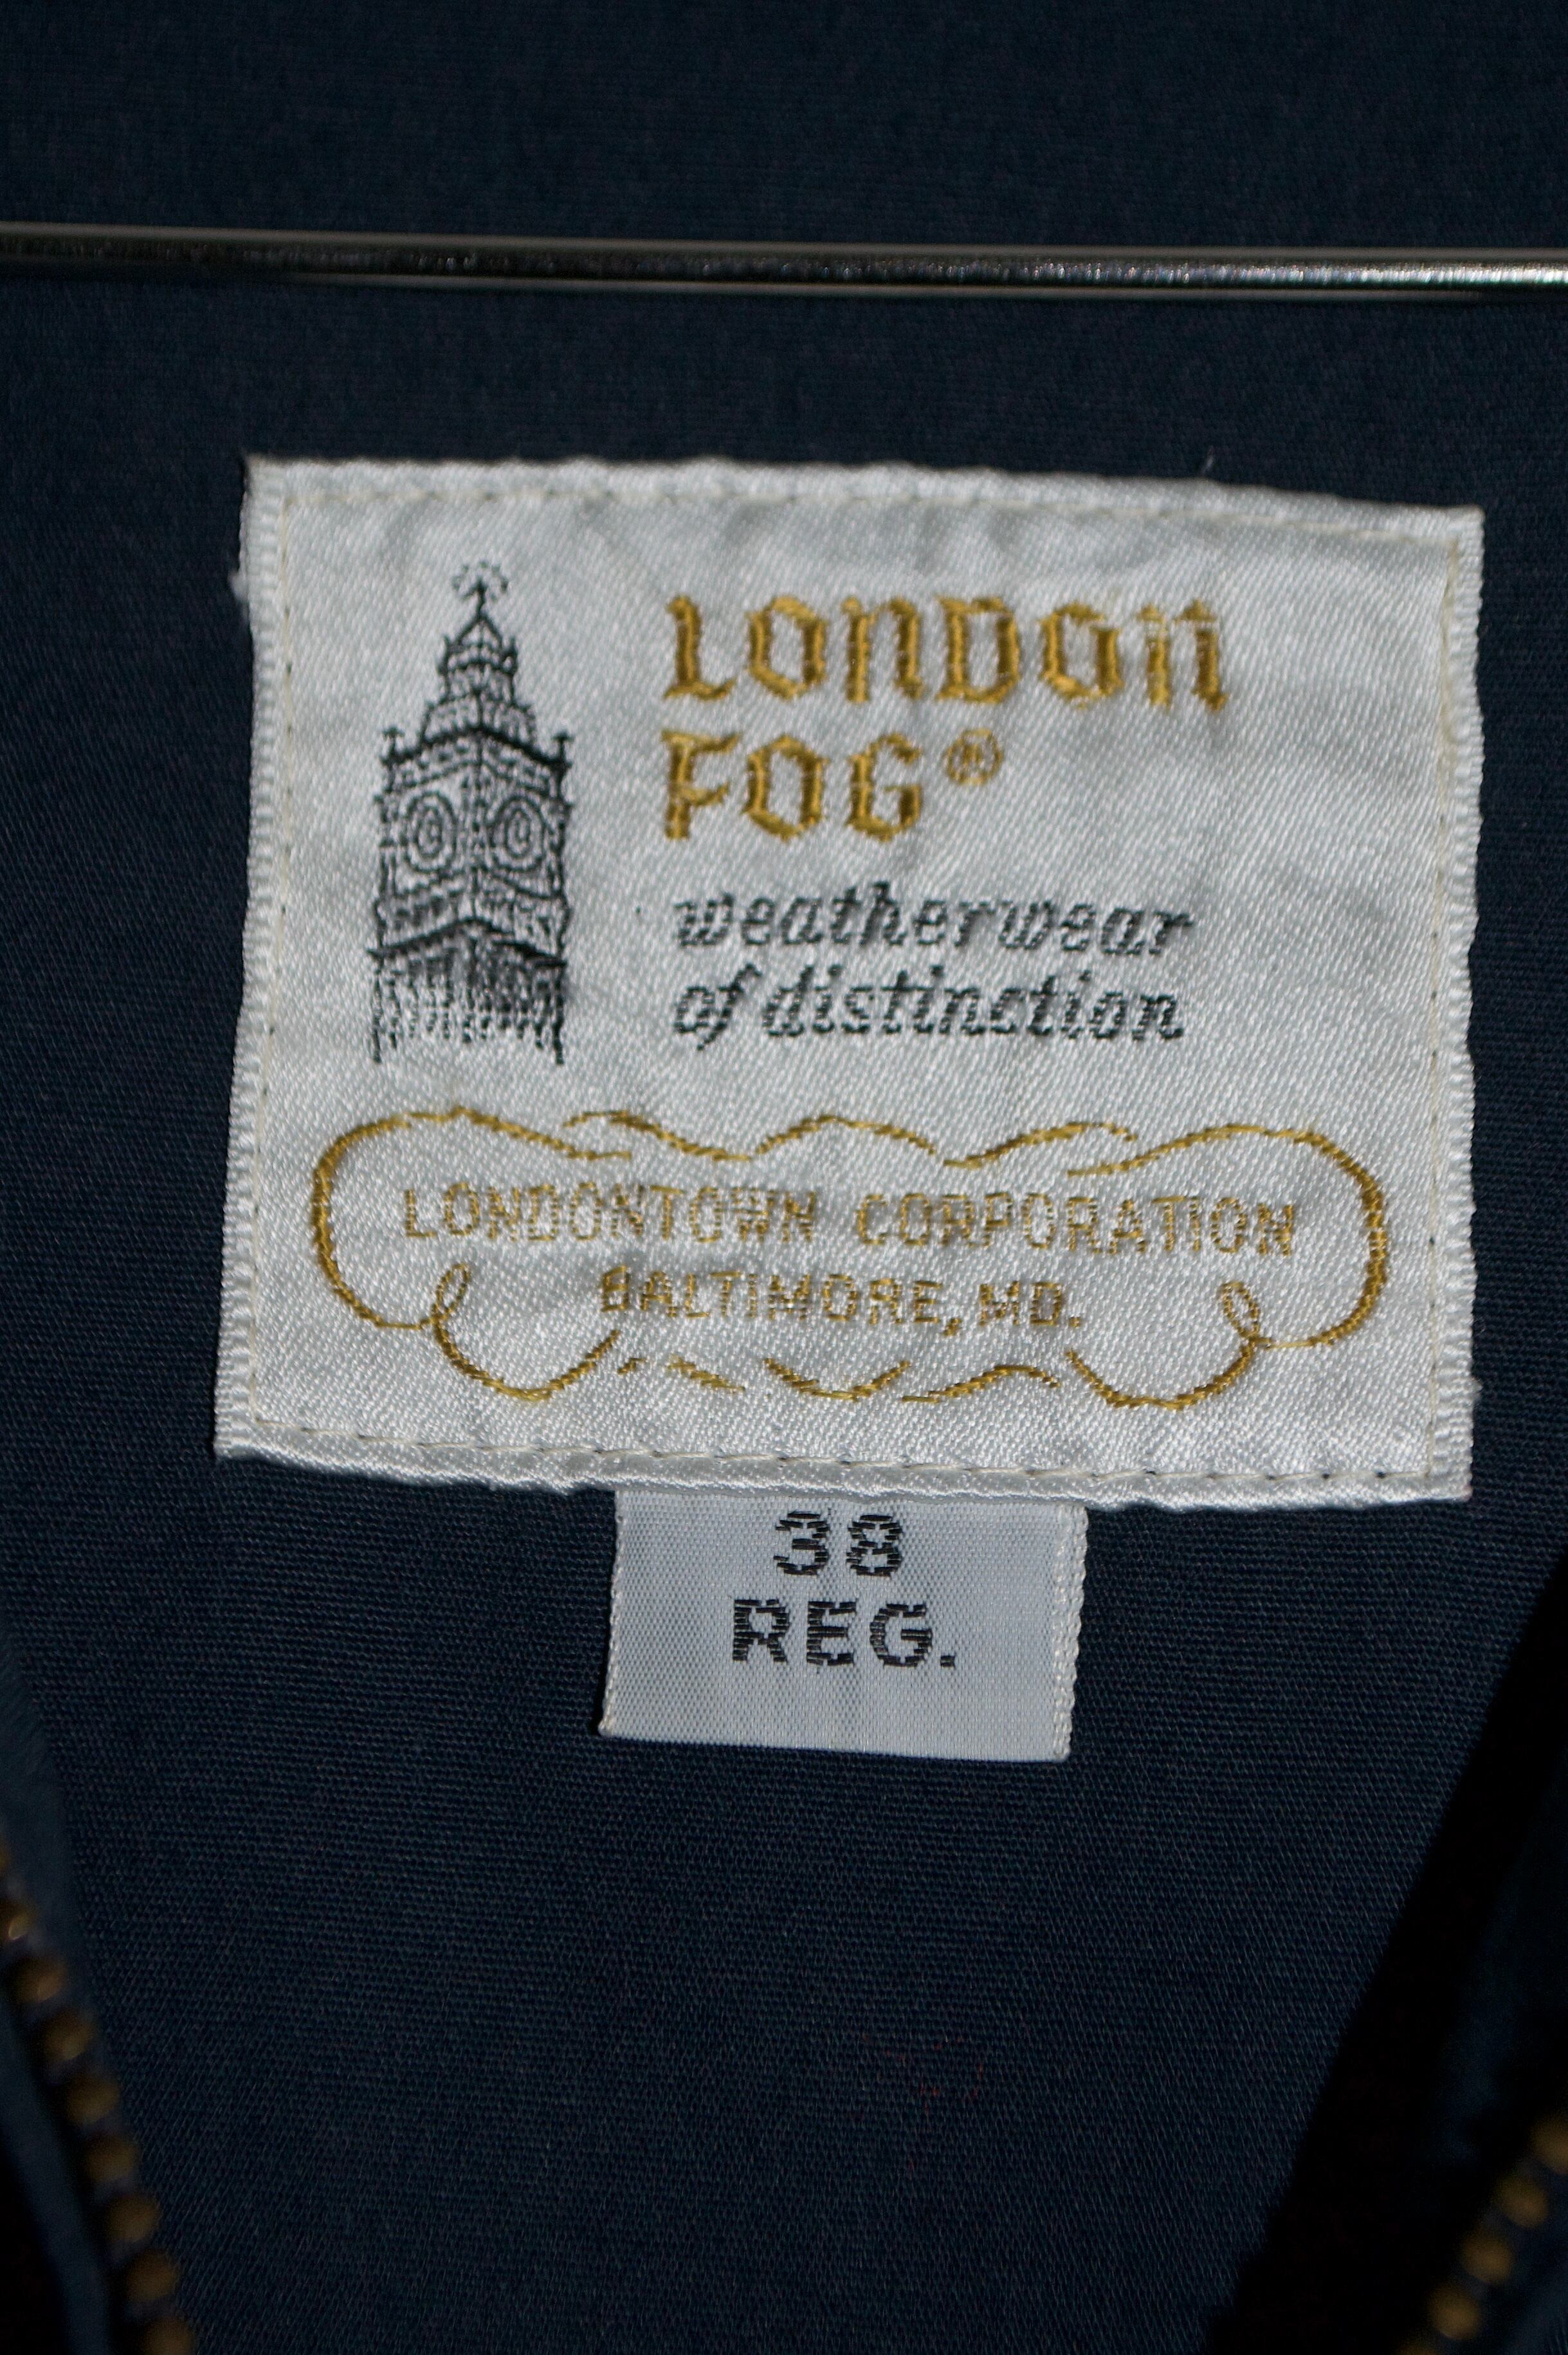 LONDON
FOG®
weatherwear
of distinction
LONDONTOWN CORPORATION
BALTIMORE, MD.
38
REG.